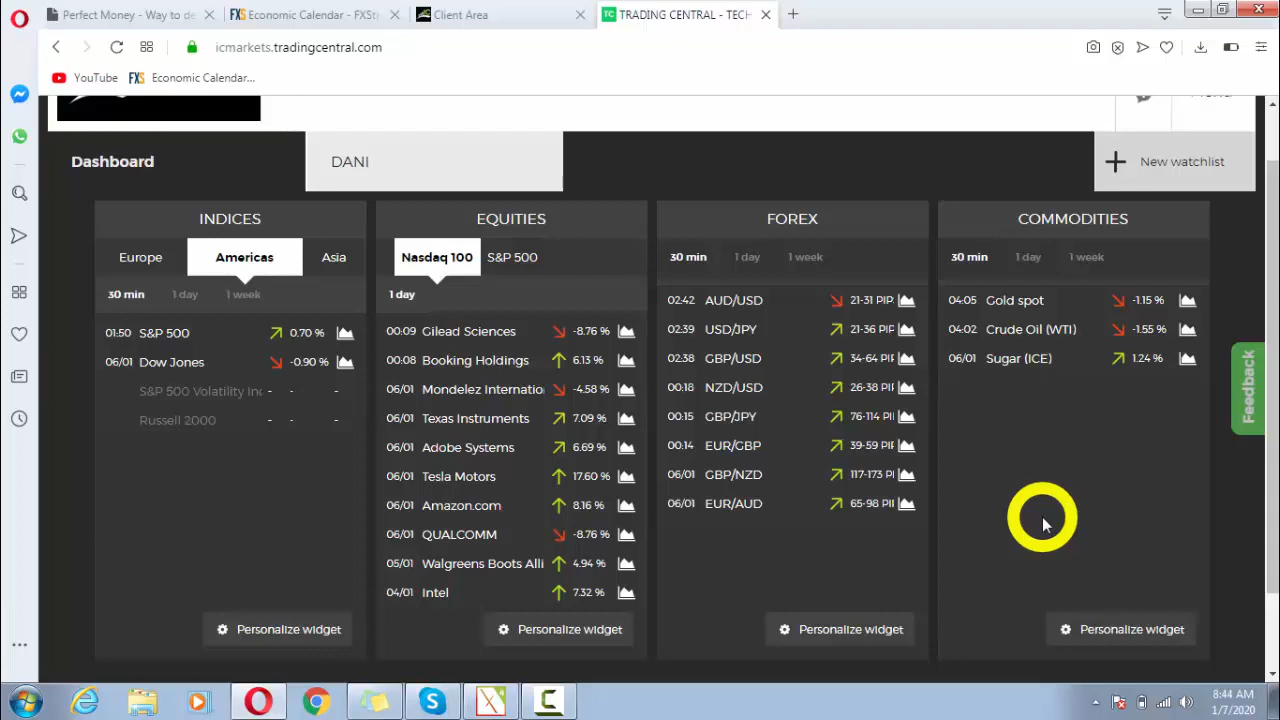 Perfect Money - Way to de
FXS Economic Calendar - FXSt
Client Area
TC TRADING CENTRAL - TECH
icmarkets.tradingcentral.com
YouTube
FXS Economic Calendar...
Dashboard
DANI
New watchlist
INDICES
Europe Americas Asia
30 min 1 day 1 week
01:50 S&P 500 0.70 %
06/01 Dow Jones -0.90 %
S&P 500 Volatility Inc - - -
Russell 2000 - - -
Personalize widget
EQUITIES
Nasdaq 100 S&P 500
1 day
00:09 Gilead Sciences -8.76 %
00:08 Booking Holdings 6.13 %
06/01 Mondelez Internatio -4.58 %
06/01 Texas Instruments 7.09 %
06/01 Adobe Systems 6.69 %
06/01 Tesla Motors 17.60 %
06/01 Amazon.com 8.16 %
06/01 QUALCOMM -8.76 %
05/01 Walgreens Boots Alli 4.94 %
04/01 Intel 7.32 %
Personalize widget
FOREX
30 min 1 day 1 week
02:42 AUD/USD 21-31 PIP
02:39 USD/JPY 21-36 PIP
02:38 GBP/USD 34-64 PIP
00:18 NZD/USD 26-38 PIP
00:15 GBP/JPY 76-114 PII
00:14 EUR/GBP 39-59 PIP
06/01 GBP/NZD 117-173 PI
06/01 EUR/AUD 65-98 PII
Personalize widget
COMMODITIES
30 min 1 day 1 week
04:05 Gold spot -1.15 %
04:02 Crude Oil (WTI) -1.55 %
06/01 Sugar (ICE) 1.24 %
Personalize widget
Feedback
8:44 AM
1/7/2020